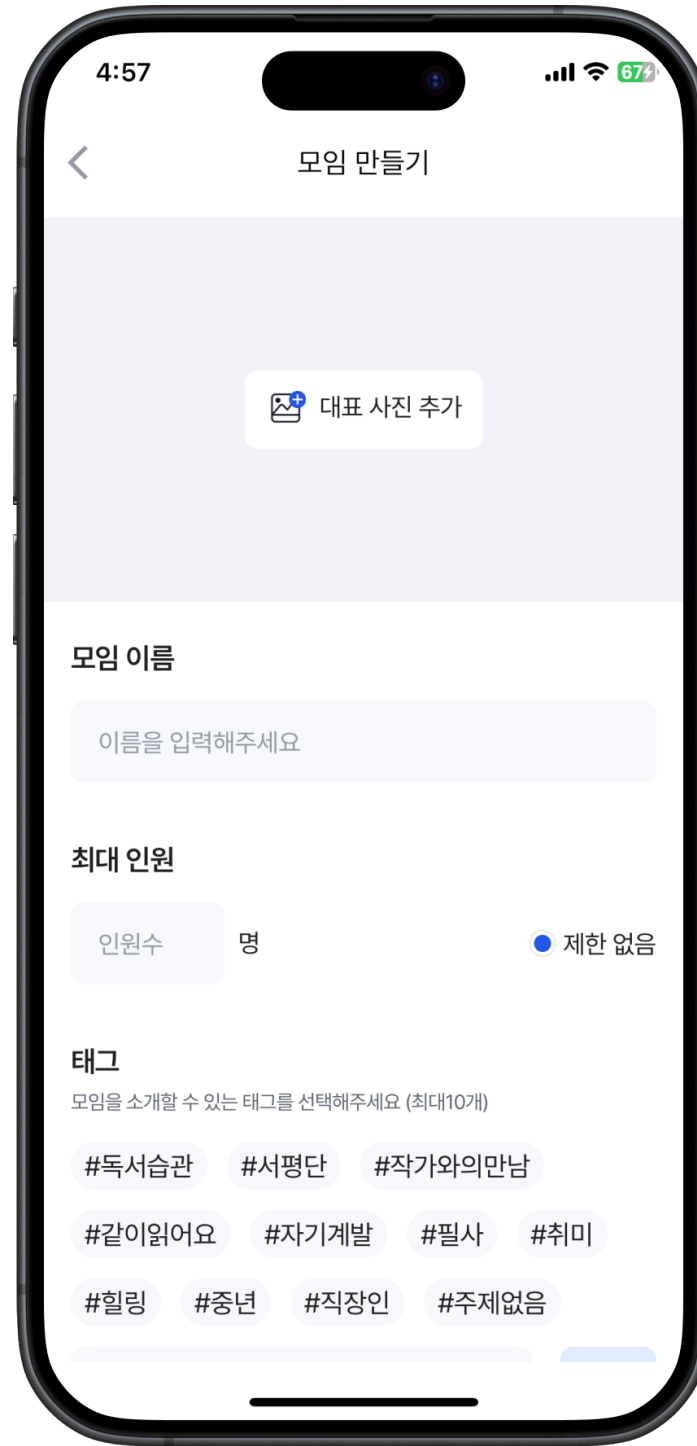 4:57
67
모임 만들기
대표 사진 추가
모임 이름
이름을 입력해주세요
최대 인원
인원수 명 제한 없음
태그
모임을 소개할 수 있는 태그를 선택해주세요 (최대10개)
#독서습관 #서평단 #작가와의만남
#같이읽어요 #자기계발 #필사 #취미
#힐링 #중년 #직장인 #주제없음